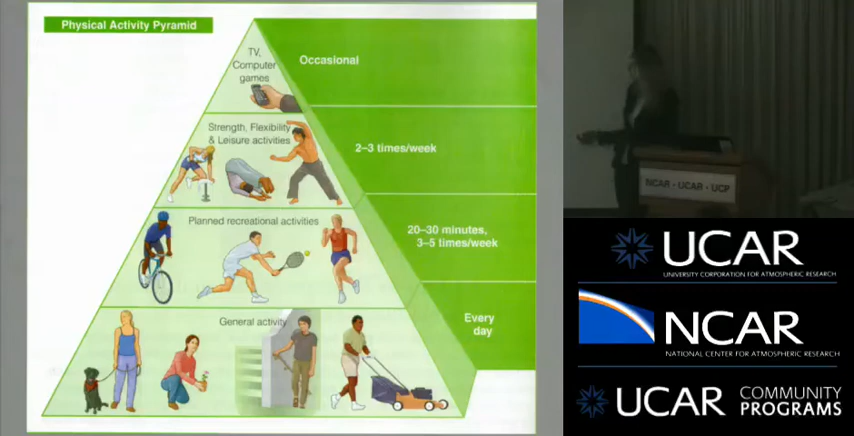 Physical Activity Pyramid
TV,
Computer
games
Occasional
Strength, Flexibility
& Leisure activities
2–3 times/week
Planned recreational activities
20–30 minutes,
3–5 times/week
General activity
Every
day
NCAR • UCAR • UCP
UCAR
UNIVERSITY CORPORATION FOR ATMOSPHERIC RESEARCH
NCAR
NATIONAL CENTER FOR ATMOSPHERIC RESEARCH
UCAR COMMUNITY
PROGRAMS